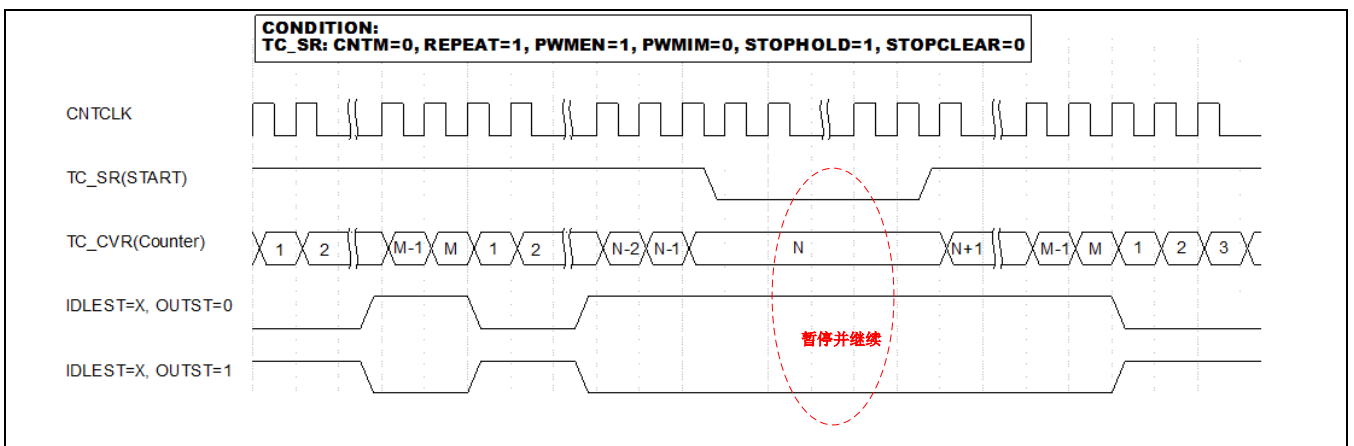 CONDITION:
TC_SR: CNTM=0, REPEAT=1, PWMEN=1, PWMIM=0, STOPHOLD=1, STOPCLEAR=0
CNTCLK
TC_SR(START)
TC_CVR(Counter) 1 2 M-1 M 1 2 N-2 N-1 N N+1 M-1 M 1 2 3
IDLEST=X, OUTST=0
暂停并继续
IDLEST=X, OUTST=1